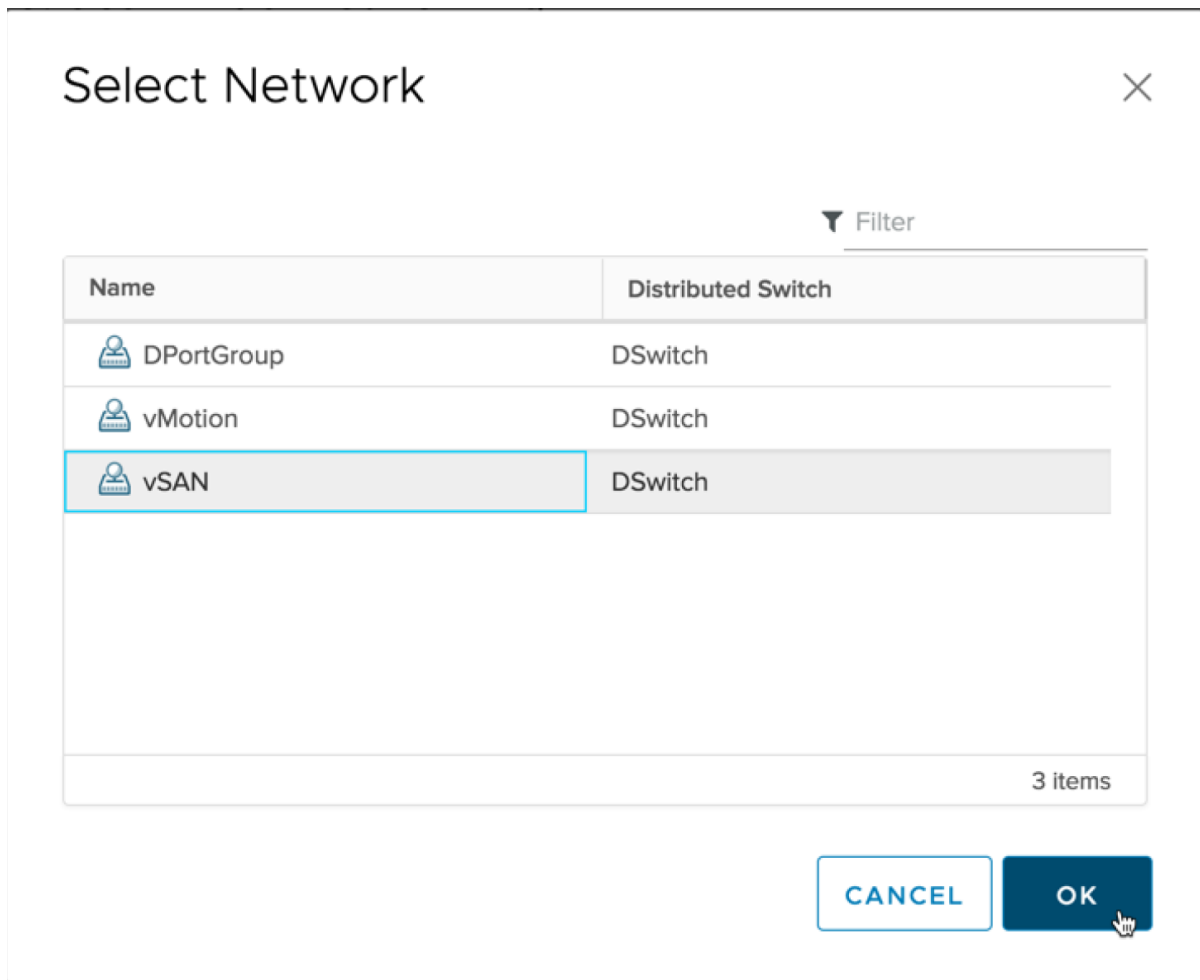 Select Network
Filter
Name Distributed Switch
DPortGroup DSwitch
vMotion DSwitch
vSAN DSwitch
3 items
CANCEL OK